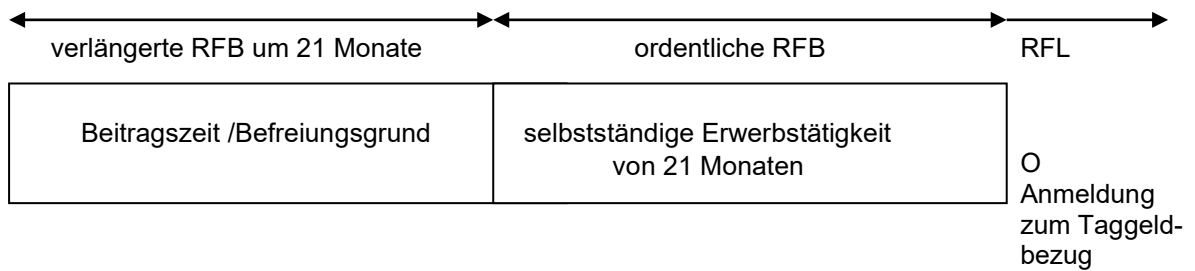 verlängerte RFB um 21 Monate
ordentliche RFB
RFL
Beitragszeit /Befreiungsgrund
selbstständige Erwerbstätigkeit
von 21 Monaten
O
Anmeldung
zum Taggeld-
bezug